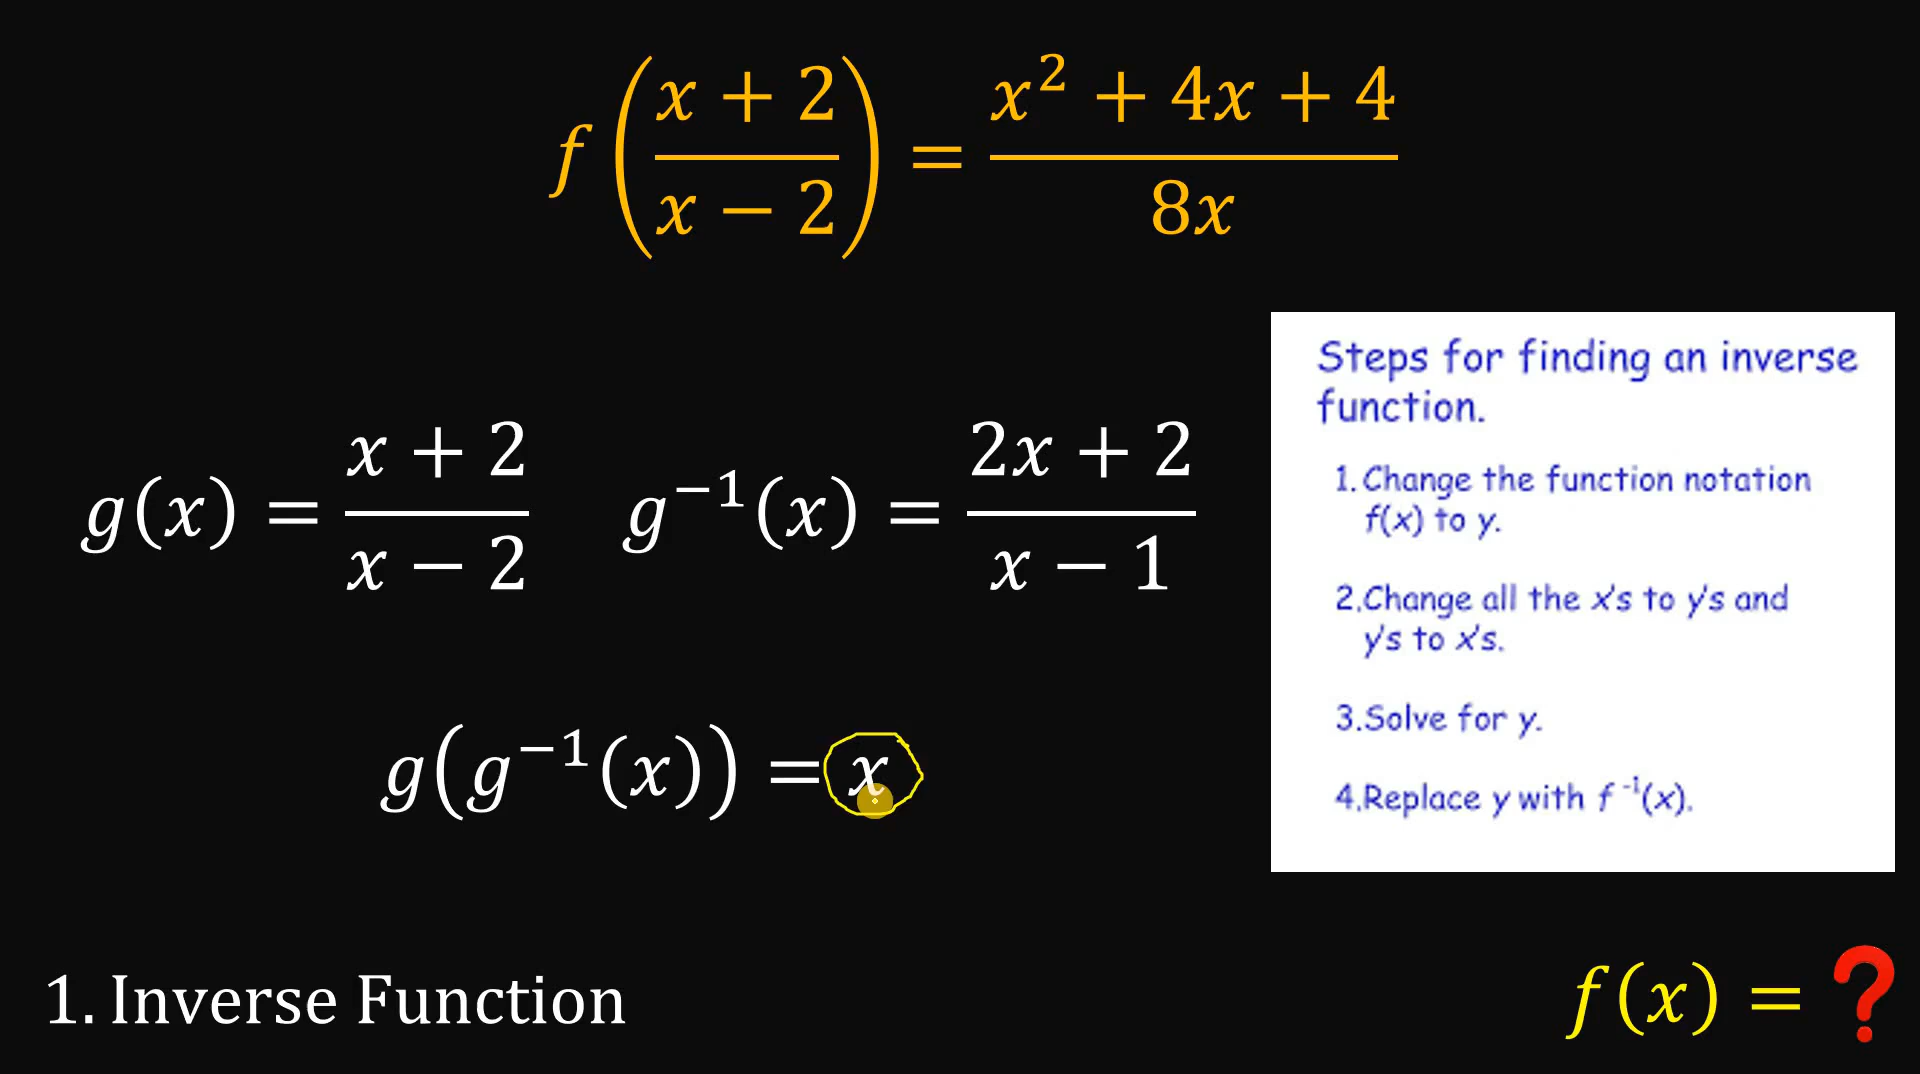 f((x + 2)/(x − 2)) = (x² + 4x + 4)/(8x)
g(x) = (x + 2)/(x − 2)
g⁻¹(x) = (2x + 2)/(x − 1)
g(g⁻¹(x)) = x
Steps for finding an inverse
function.
1. Change the function notation
f(x) to y.
2. Change all the x's to y's and
y's to x's.
3. Solve for y.
4. Replace y with f⁻¹(x).
1. Inverse Function
f(x) = ❓